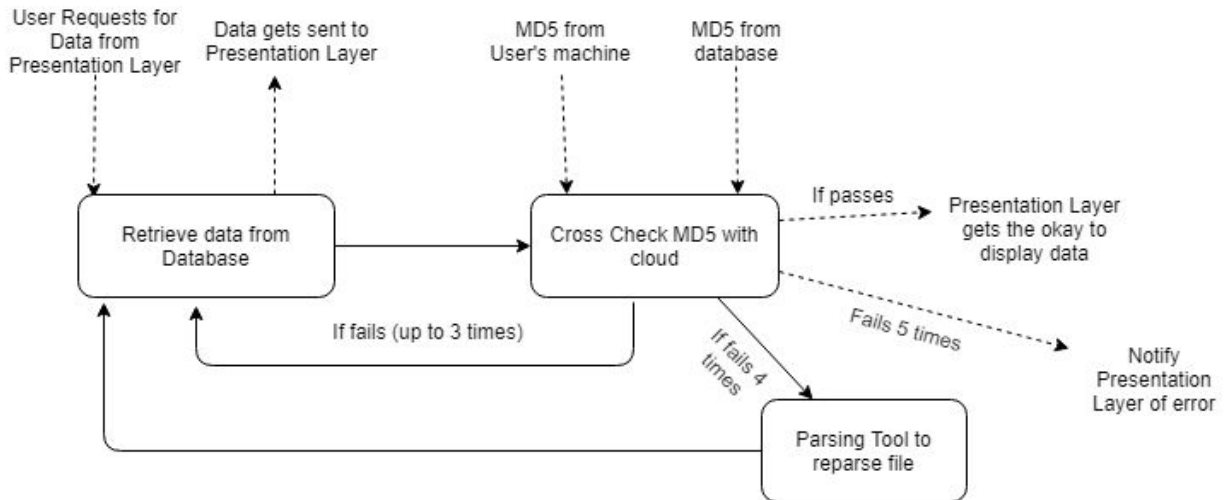 User Requests for
Data from
Presentation Layer
Data gets sent to
Presentation Layer
MD5 from
User's machine
MD5 from
database
Retrieve data from
Database
Cross Check MD5 with
cloud
If passes
Presentation Layer
gets the okay to
display data
If fails (up to 3 times)
If fails 4
times
Fails 5 times
Notify
Presentation
Layer of error
Parsing Tool to
reparse file